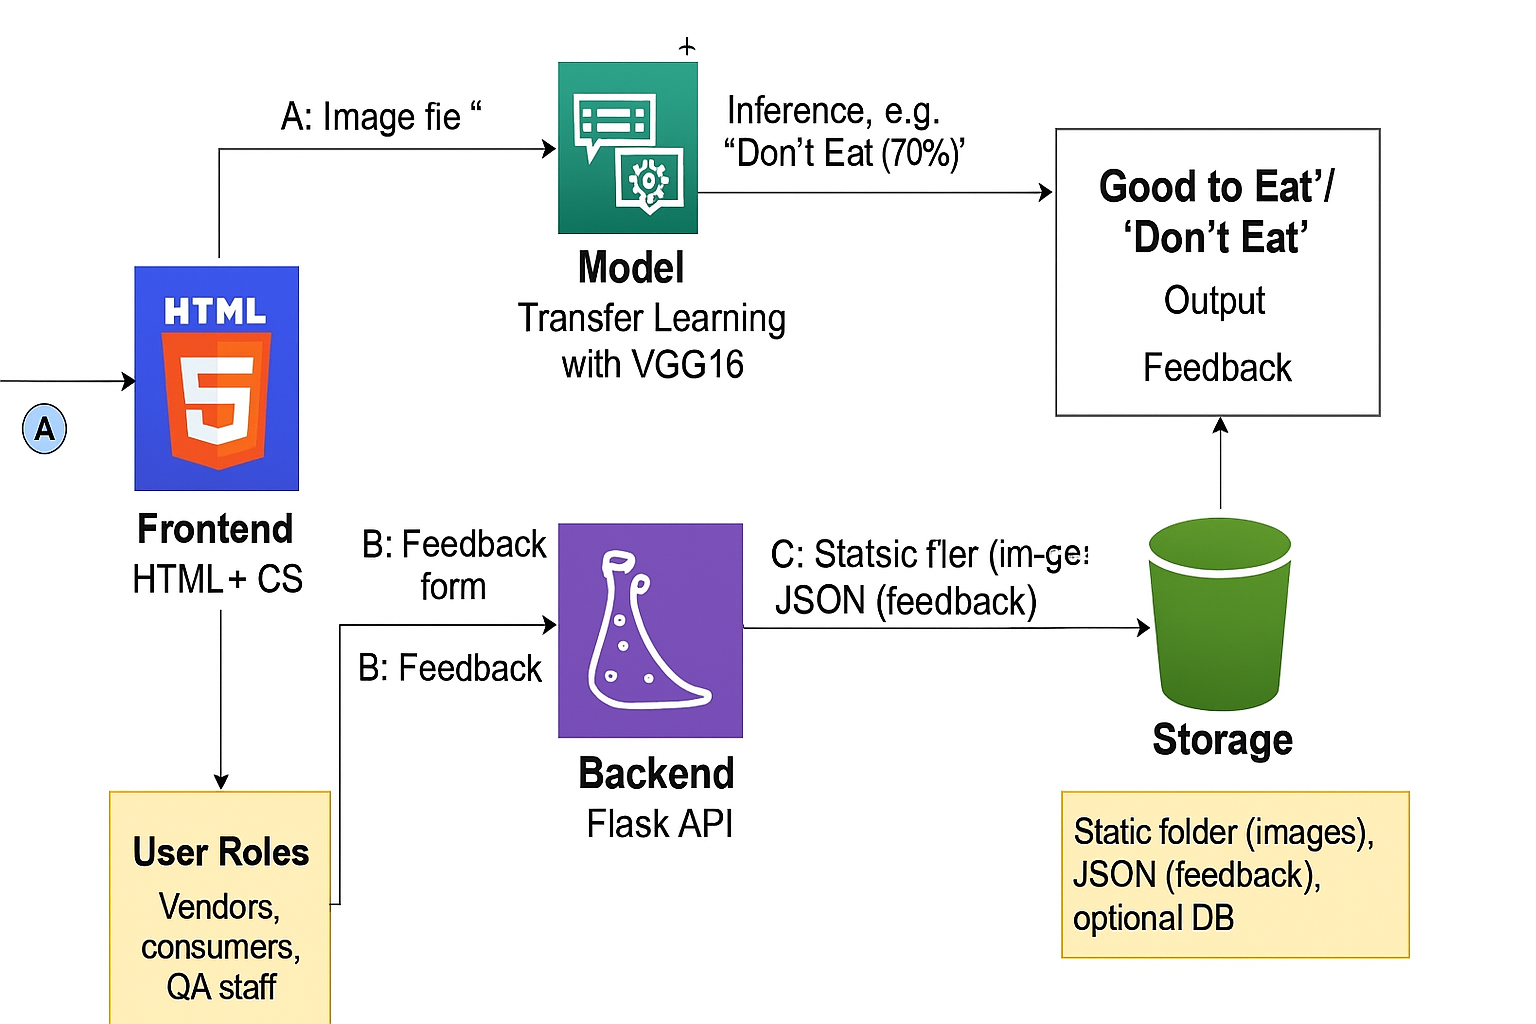 A: Image fie “
Inference, e.g.
“Don’t Eat (70%)’
Good to Eat’/
‘Don’t Eat’
Output
Feedback
Model
Transfer Learning
with VGG16
HTML
5
A
Frontend
HTML + CS
B: Feedback
form
B: Feedback
C: Statsic f'ler (im-ge:
JSON (feedback)
Backend
Flask API
Storage
User Roles
Vendors,
consumers,
QA staff
Static folder (images),
JSON (feedback),
optional DB